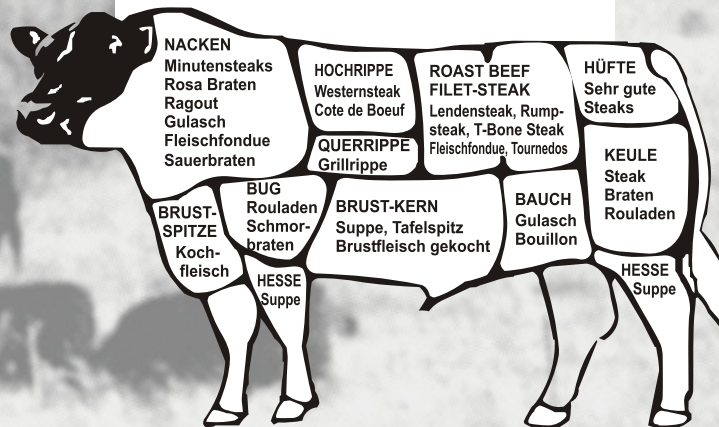 NACKEN
Minutensteaks
Rosa Braten
Ragout
Gulasch
Fleischfondue
Sauerbraten
HOCHRIPPE
Westernsteak
Cote de Boeuf
QUERRIPPE
Grillrippe
ROAST BEEF
FILET-STEAK
Lendensteak, Rump-
steak, T-Bone Steak
Fleischfondue, Tournedos
HÜFTE
Sehr gute
Steaks
KEULE
Steak
Braten
Rouladen
BRUST-
SPITZE
Koch-
fleisch
BUG
Rouladen
Schmor-
braten
BRUST-KERN
Suppe, Tafelspitz
Brustfleisch gekocht
BAUCH
Gulasch
Bouillon
HESSE
Suppe
HESSE
Suppe